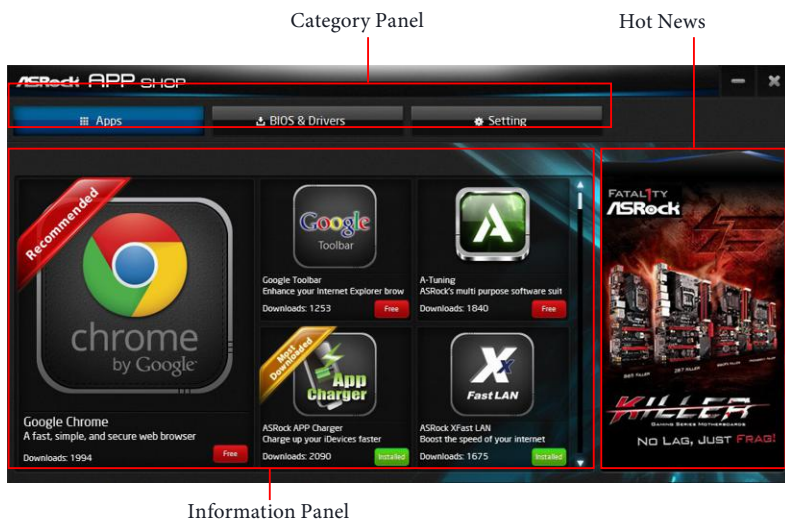 Category Panel
Hot News
ASRock APP SHOP
Apps
BIOS & Drivers
Setting
Recommended
chrome
by Google
Google Chrome
A fast, simple, and secure web browser
Downloads: 1994
Free
Google
Toolbar
Google Toolbar
Enhance your Internet Explorer brow
Downloads: 1253
Free
A
A-Tuning
ASRock's multi purpose software suit
Downloads: 1840
Free
Most
Downloaded
App
Charger
ASRock APP Charger
Charge up your iDevices faster
Downloads: 2090
Installed
X
Fast LAN
ASRock XFast LAN
Boost the speed of your internet
Downloads: 1675
Installed
FATAL1TY
ASRock
KILLER
GAMING SERIES MOTHERBOARDS
NO LAG, JUST FRAG!
Information Panel